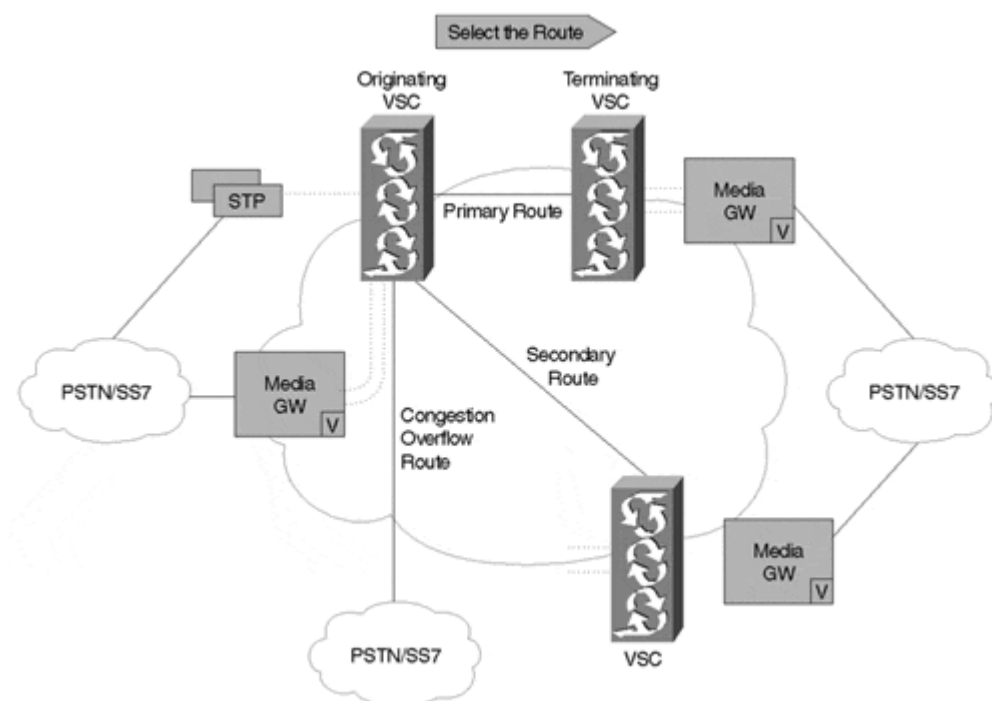 Select the Route
Originating
VSC
Terminating
VSC
STP
Media
GW
V
Primary Route
PSTN/SS7
Media
GW
V
Secondary
Route
Congestion
Overflow
Route
PSTN/SS7
Media
GW
V
PSTN/SS7
VSC